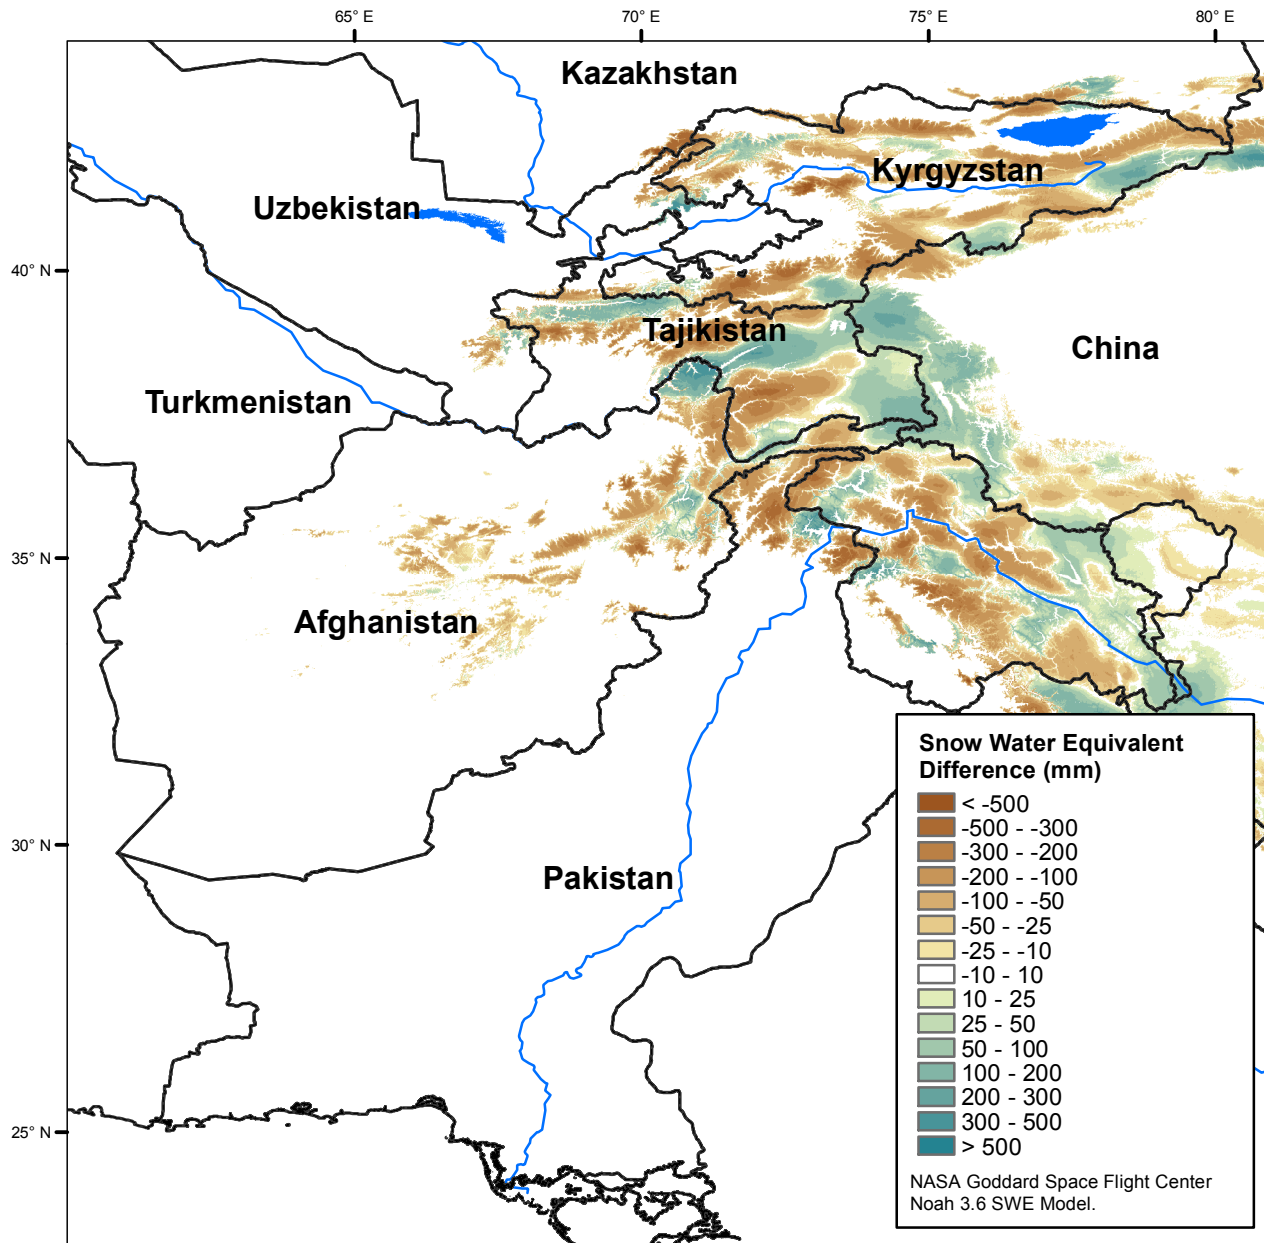 65° E
70° E
75° E
80° E
Kazakhstan
Kyrgyzstan
Uzbekistan
40° N
Tajikistan
China
Turkmenistan
35° N
Afghanistan
30° N
Pakistan
25° N
Snow Water Equivalent
Difference (mm)
< -500
-500 - -300
-300 - -200
-200 - -100
-100 - -50
-50 - -25
-25 - -10
-10 - 10
10 - 25
25 - 50
50 - 100
100 - 200
200 - 300
300 - 500
> 500
NASA Goddard Space Flight Center
Noah 3.6 SWE Model.